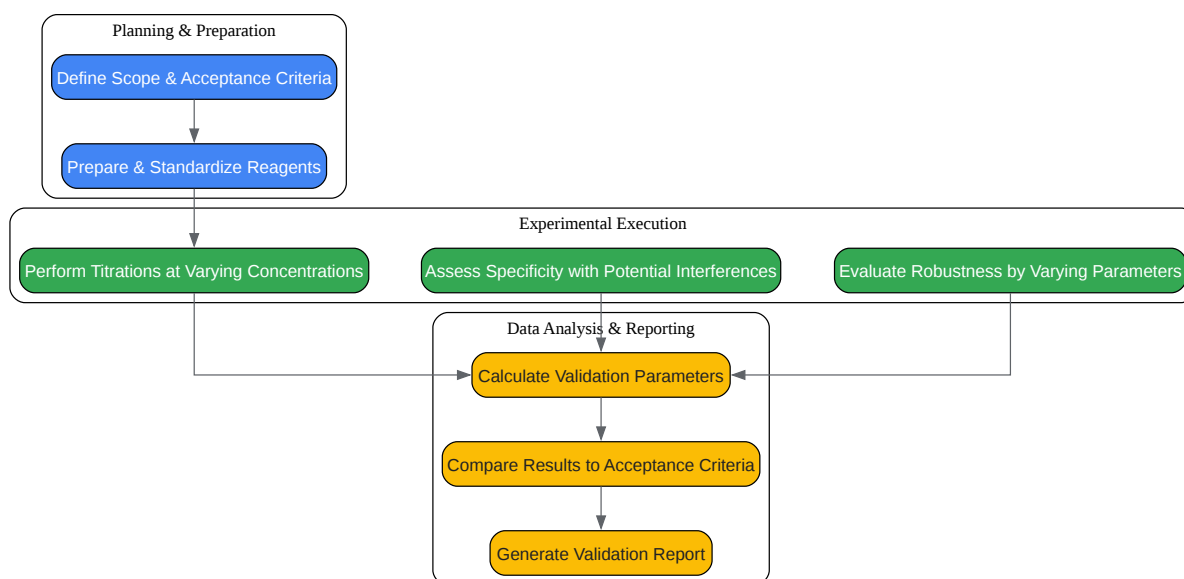 Planning & Preparation
Define Scope & Acceptance Criteria
Prepare & Standardize Reagents
Experimental Execution
Perform Titrations at Varying Concentrations
Assess Specificity with Potential Interferences
Evaluate Robustness by Varying Parameters
Data Analysis & Reporting
Calculate Validation Parameters
Compare Results to Acceptance Criteria
Generate Validation Report